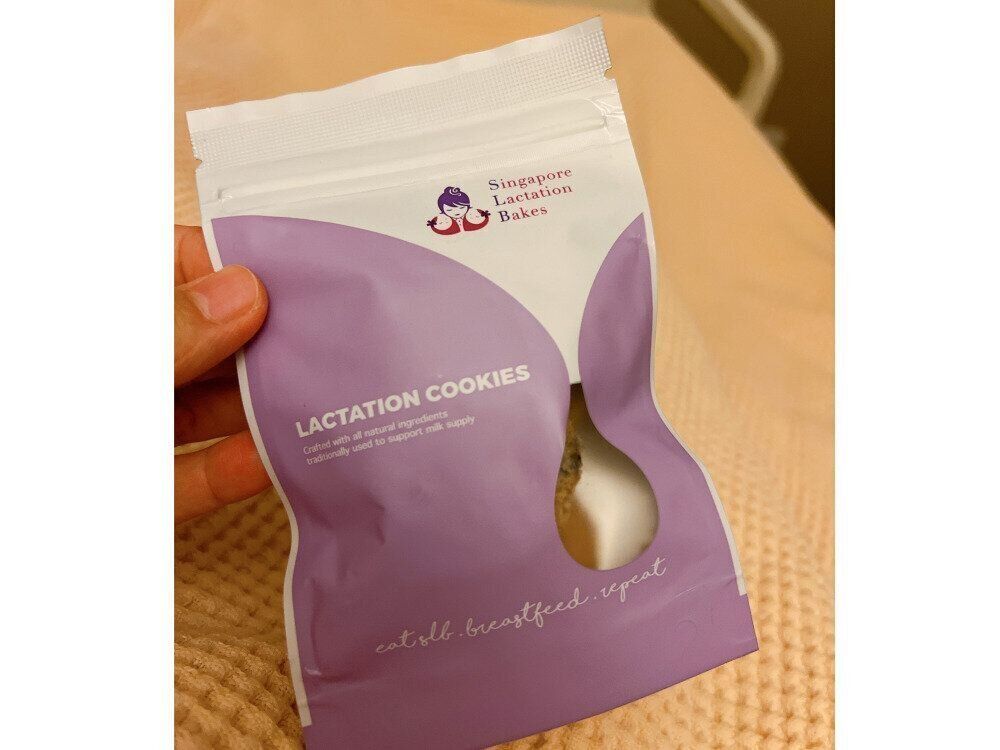 Singapore
Lactation
Bakes
LACTATION COOKIES
Crafted with all natural ingredients
traditionally used to support milk supply
eat slb . breastfeed . repeat